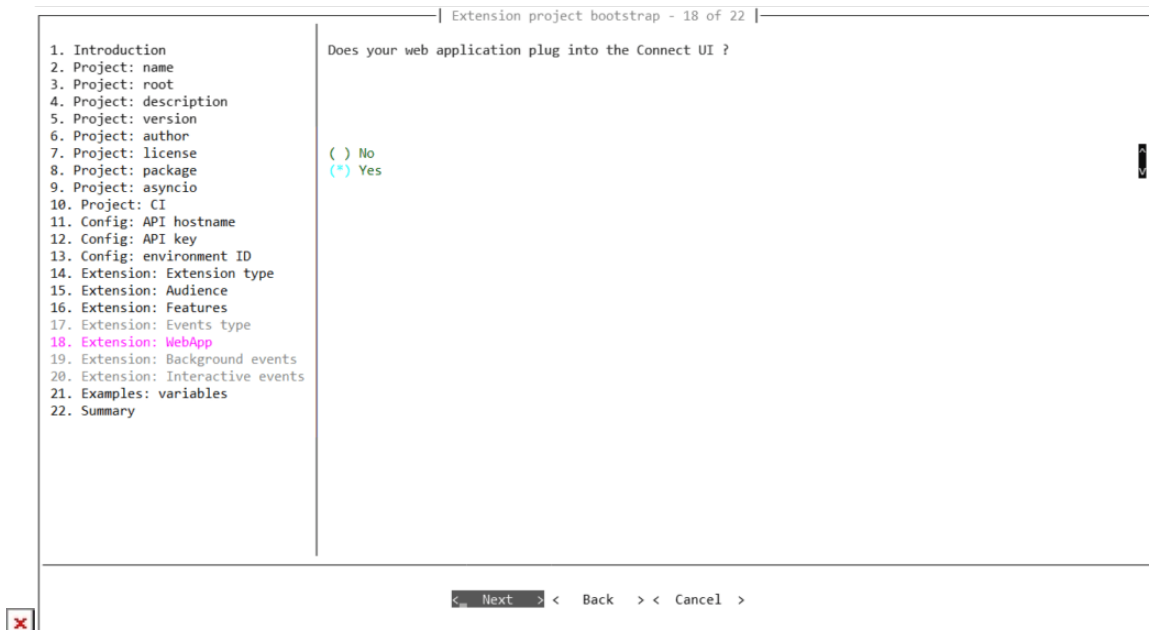 Extension project bootstrap - 18 of 22
1. Introduction
2. Project: name
3. Project: root
4. Project: description
5. Project: version
6. Project: author
7. Project: license
8. Project: package
9. Project: asyncio
10. Project: CI
11. Config: API hostname
12. Config: API key
13. Config: environment ID
14. Extension: Extension type
15. Extension: Audience
16. Extension: Features
17. Extension: Events type
18. Extension: WebApp
19. Extension: Background events
20. Extension: Interactive events
21. Examples: variables
22. Summary
Does your web application plug into the Connect UI ?
( ) No
(*) Yes
<  Next  > <  Back  > < Cancel >